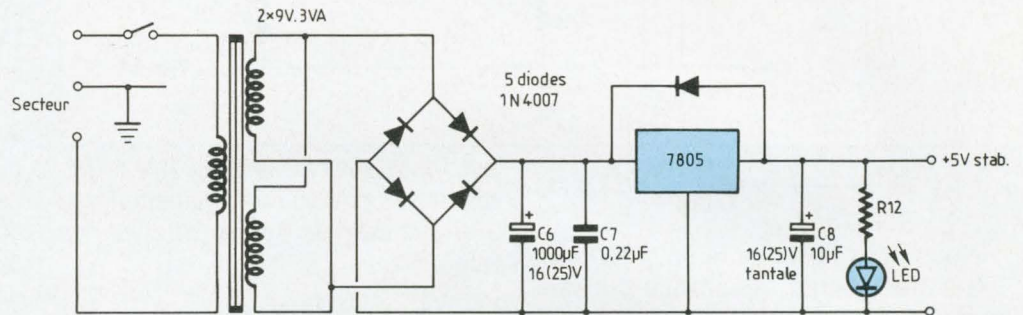 2×9V.3VA
Secteur
5 diodes
1N4007
7805
+5V stab.
C6
1000µF
16(25)V
C7
0,22µF
C8
16(25)V 10µF
tantale
R12
LED
+
+